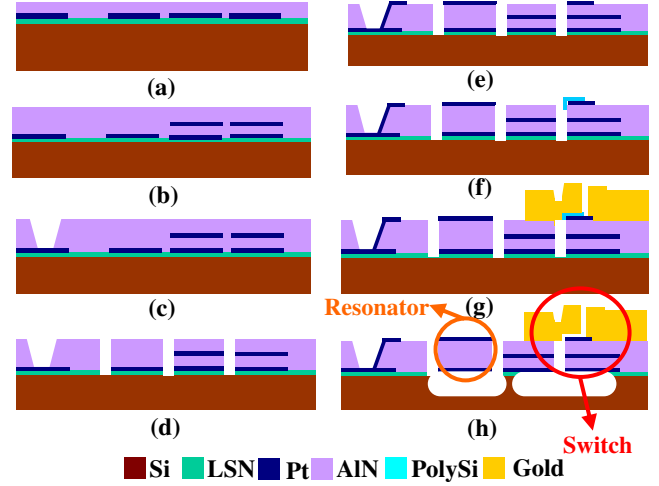 (a)
(b)
(c)
(d)
(e)
(f)
(g)
Resonator
(h)
Switch
Si LSN Pt AlN PolySi Gold